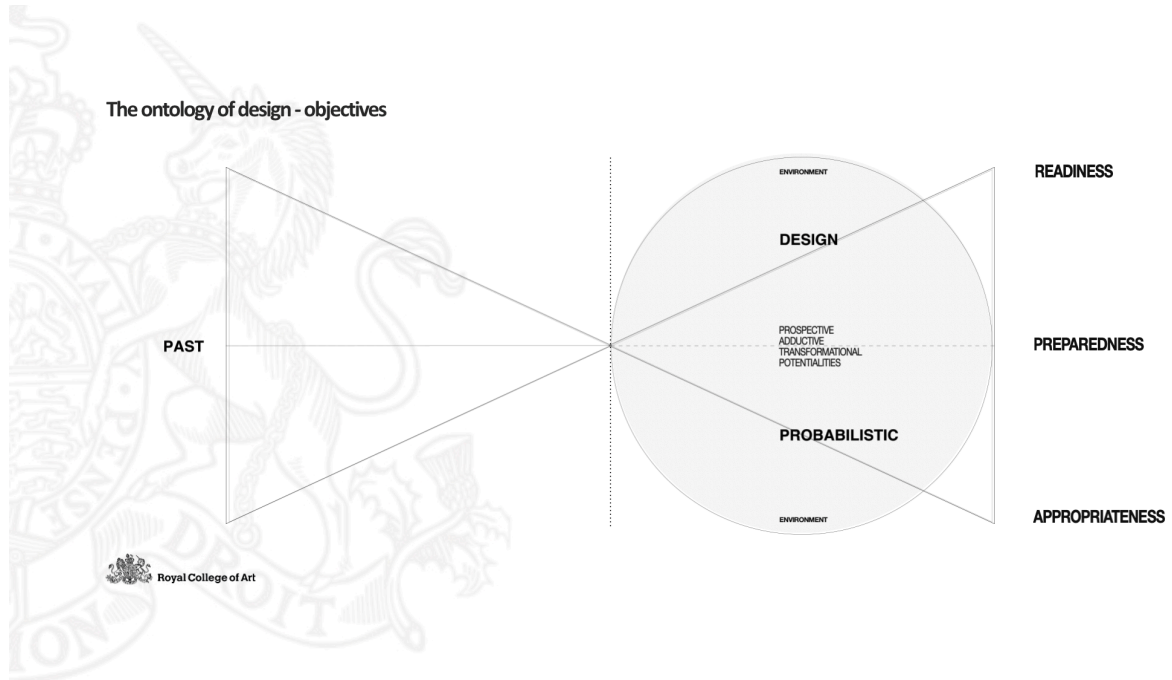 The ontology of design - objectives
ENVIRONMENT
READINESS
DESIGN
PROSPECTIVE
ADDUCTIVE
TRANSFORMATIONAL
POTENTIALITIES
PAST
PREPAREDNESS
PROBABILISTIC
ENVIRONMENT
APPROPRIATENESS
Royal College of Art
DROIT